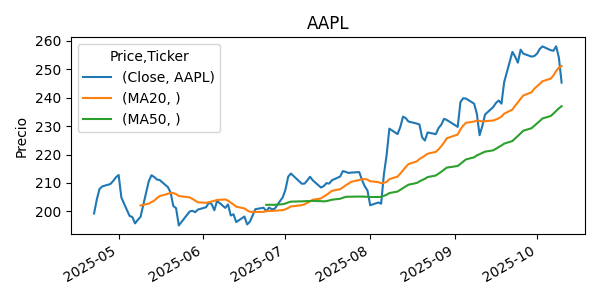 AAPL
Price,Ticker
(Close, AAPL)
(MA20, )
(MA50, )
Precio
260
250
240
230
220
210
200
2025-05
2025-06
2025-07
2025-08
2025-09
2025-10